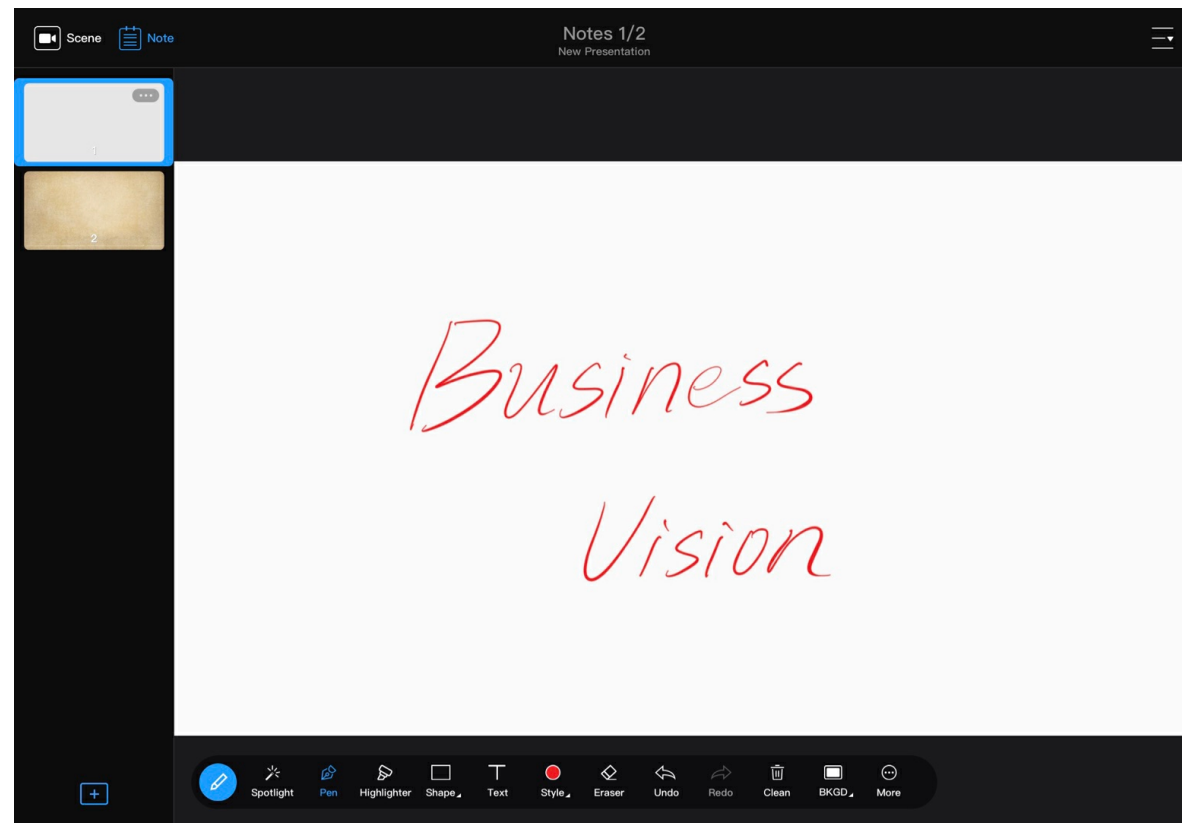 Scene
Note
Notes 1/2
New Presentation
1
2
Business
Vision
Spotlight
Pen
Highlighter
Shape
Text
Style
Eraser
Undo
Redo
Clean
BKGD
More